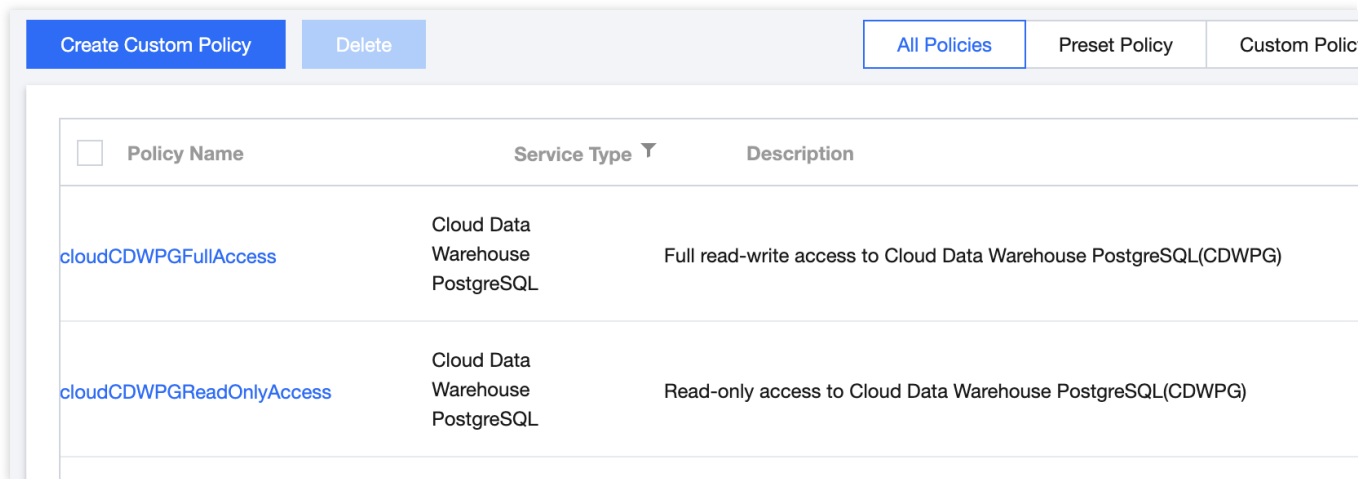 Create Custom Policy
Delete
All Policies
Preset Policy
Custom Polic
Policy Name
Service Type
Description
cloudCDWPGFullAccess
Cloud Data
Warehouse
PostgreSQL
Full read-write access to Cloud Data Warehouse PostgreSQL(CDWPG)
cloudCDWPGReadOnlyAccess
Cloud Data
Warehouse
PostgreSQL
Read-only access to Cloud Data Warehouse PostgreSQL(CDWPG)